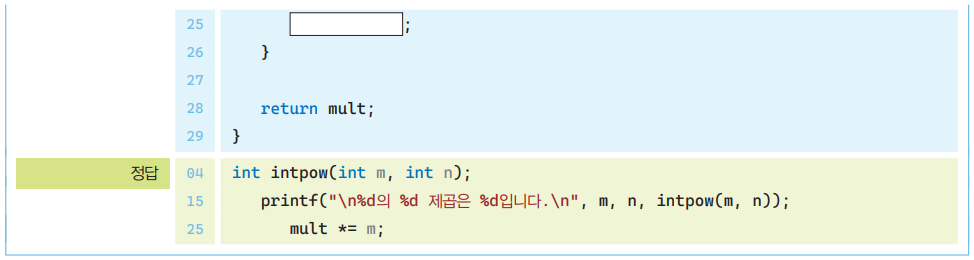 25 ;
26 }
27
28 return mult;
29 }
정답
04 int intpow(int m, int n);
15 printf("\n%d의 %d 제곱은 %d입니다.\n", m, n, intpow(m, n));
25 mult *= m;